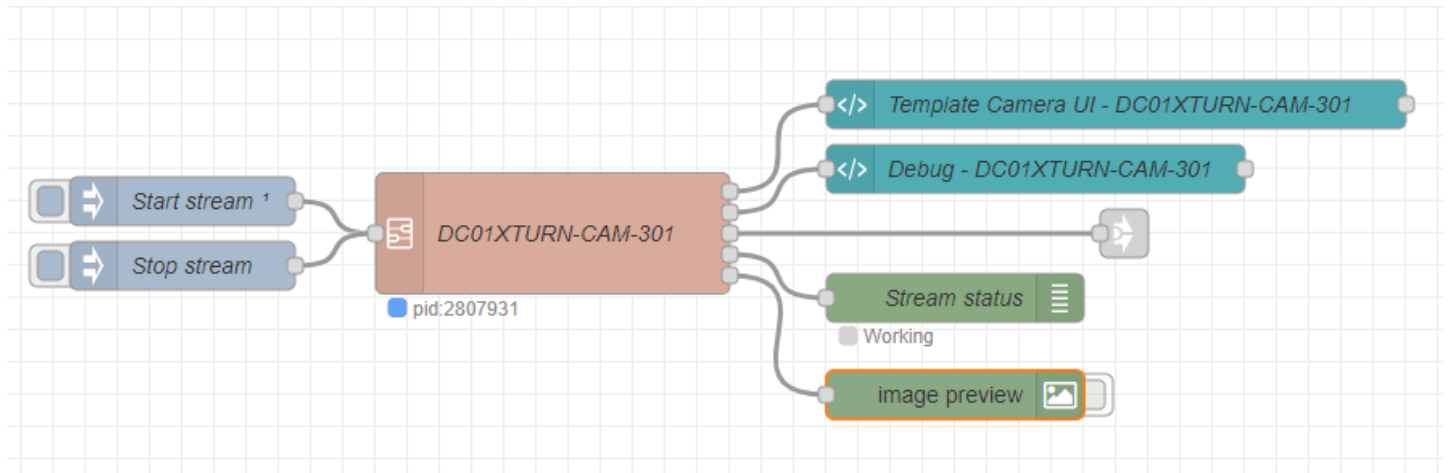 Template Camera UI - DC01XTURN-CAM-301
Debug - DC01XTURN-CAM-301
Start stream ¹
DC01XTURN-CAM-301
Stop stream
pid:2807931
Stream status
Working
image preview